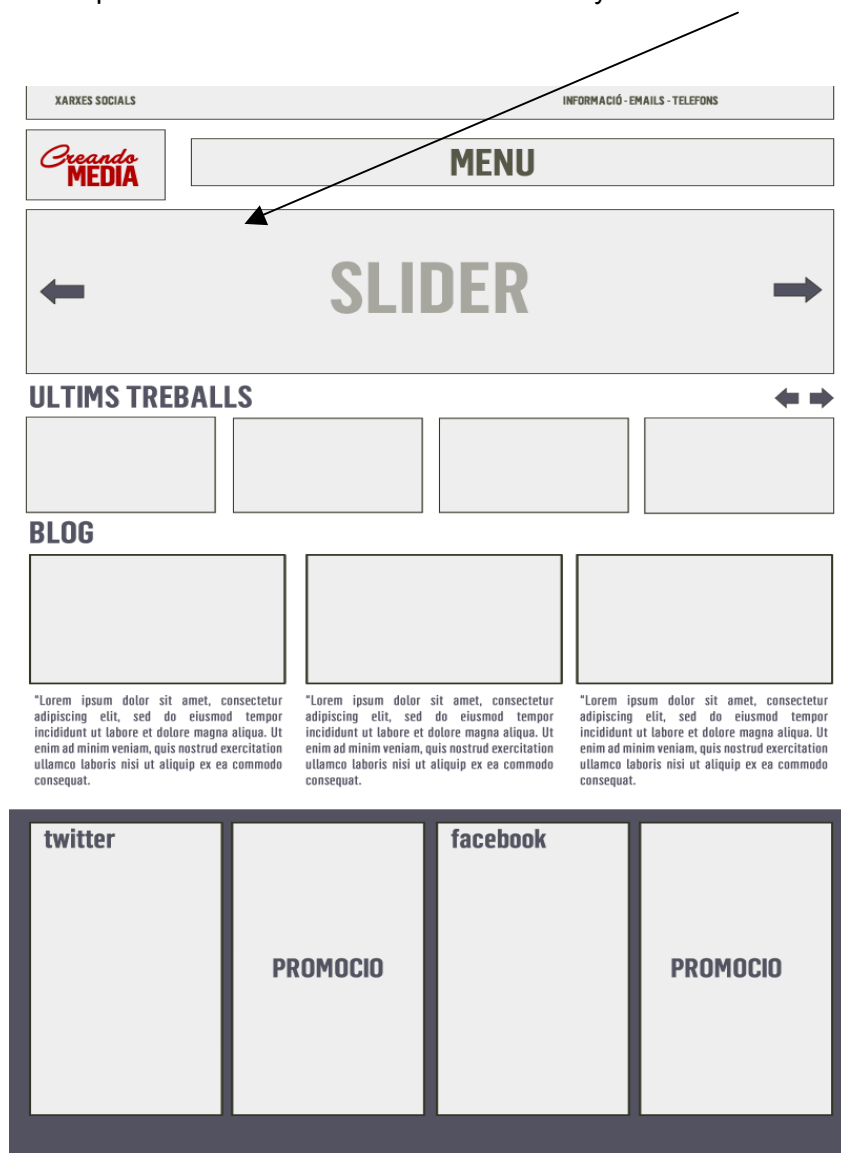 XARXES SOCIALS
INFORMACIÓ - EMAILS - TELEFONS
Creando
MEDIA
MENU
SLIDER
ULTIMS TREBALLS
BLOG
"Lorem ipsum dolor sit amet, consectetur
adipiscing elit, sed do eiusmod tempor
incididunt ut labore et dolore magna aliqua. Ut
enim ad minim veniam, quis nostrud exercitation
ullamco laboris nisi ut aliquip ex ea commodo
consequat.
"Lorem ipsum dolor sit amet, consectetur
adipiscing elit, sed do eiusmod tempor
incididunt ut labore et dolore magna aliqua. Ut
enim ad minim veniam, quis nostrud exercitation
ullamco laboris nisi ut aliquip ex ea commodo
consequat.
"Lorem ipsum dolor sit amet, consectetur
adipiscing elit, sed do eiusmod tempor
incididunt ut labore et dolore magna aliqua. Ut
enim ad minim veniam, quis nostrud exercitation
ullamco laboris nisi ut aliquip ex ea commodo
consequat.
twitter
PROMOCIO
facebook
PROMOCIO